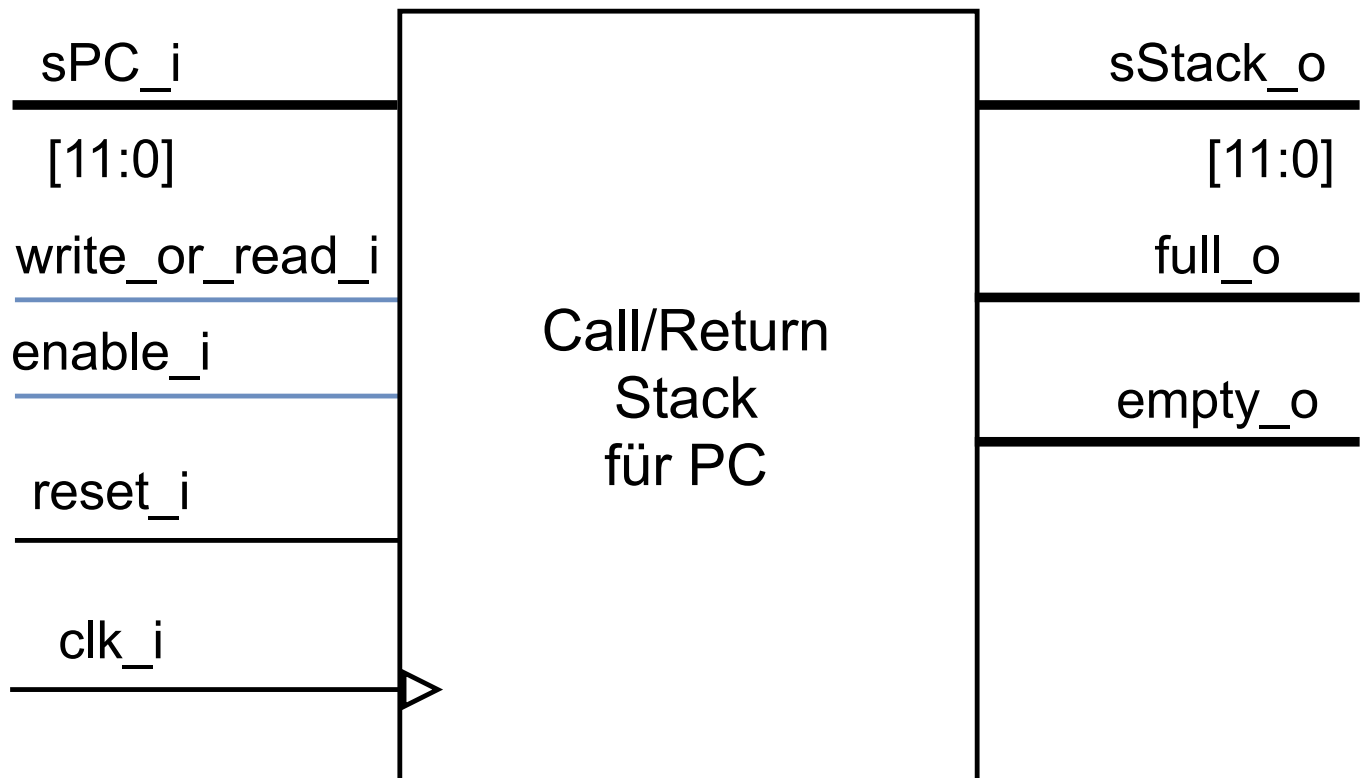 sPC_i
[11:0]
write_or_read_i
enable_i
reset_i
clk_i
Call/Return
Stack
für PC
sStack_o
[11:0]
full_o
empty_o